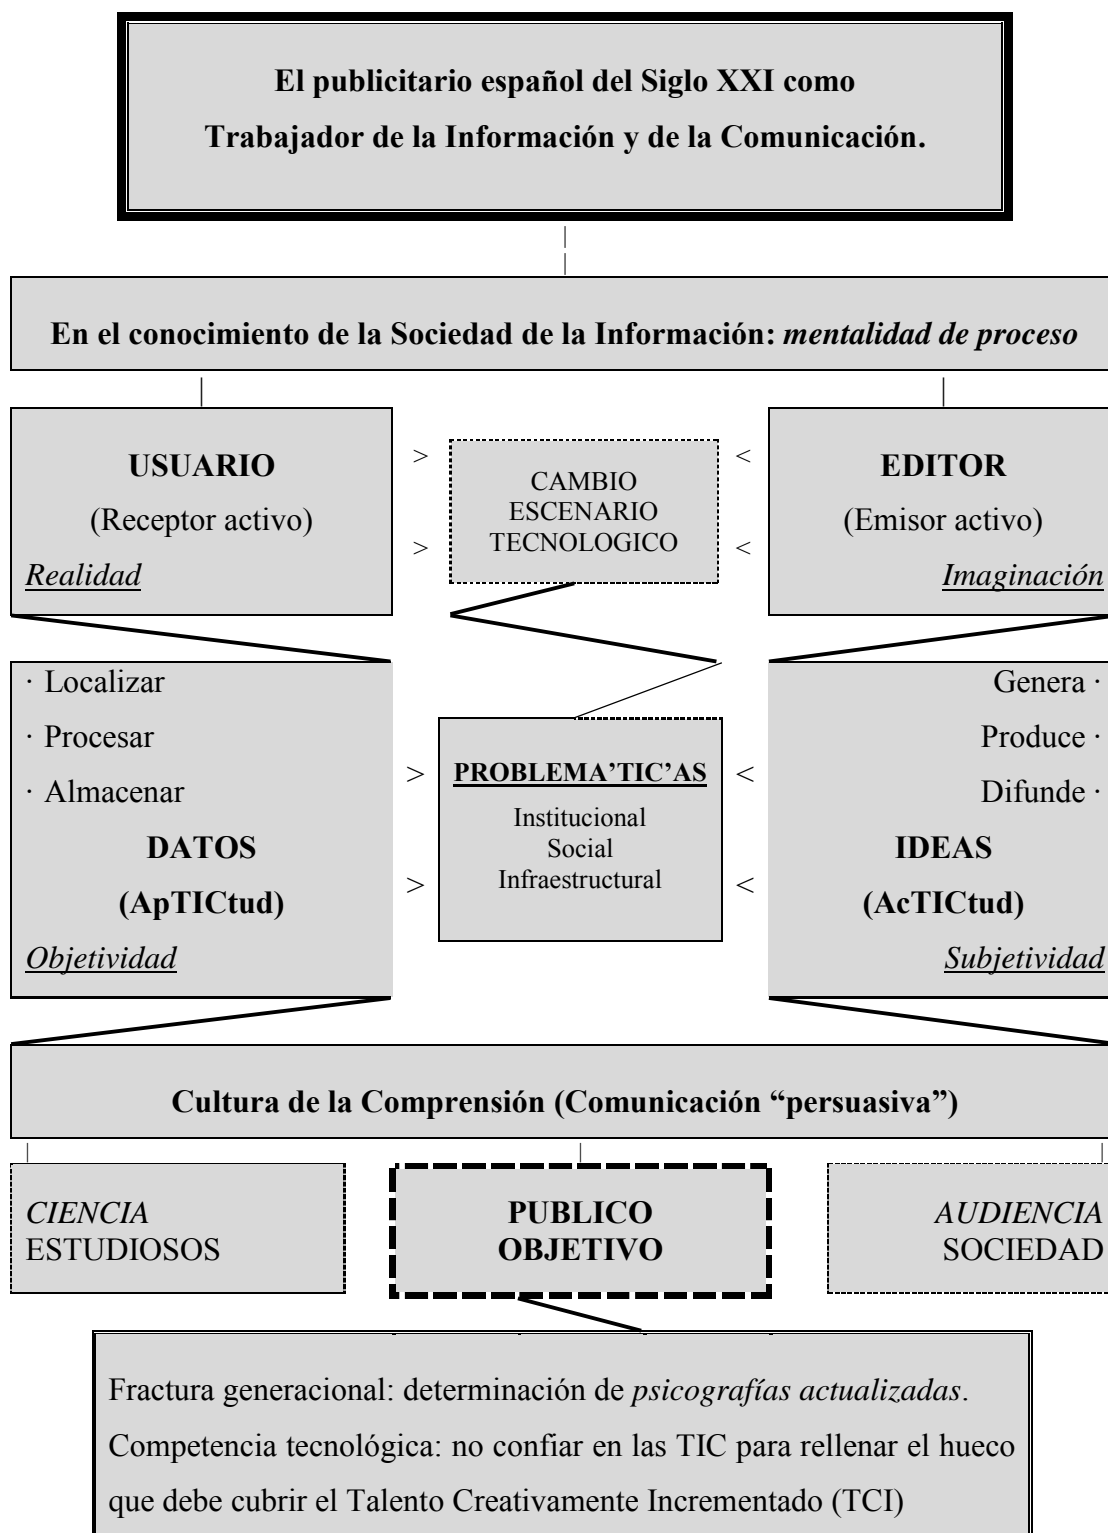 El publicitario español del Siglo XXI como
Trabajador de la Información y de la Comunicación.
En el conocimiento de la Sociedad de la Información: mentalidad de proceso
USUARIO
(Receptor activo)
Realidad
>
>
CAMBIO
ESCENARIO
TECNOLOGICO
<
<
EDITOR
(Emisor activo)
Imaginación
· Localizar
· Procesar
· Almacenar
DATOS
(ApTICtud)
Objetividad
>
>
PROBLEMA’TIC’AS
Institucional
Social
Infraestructural
<
<
Genera ·
Produce ·
Difunde ·
IDEAS
(AcTICtud)
Subjetividad
Cultura de la Comprensión (Comunicación “persuasiva”)
CIENCIA
ESTUDIOSOS
PUBLICO
OBJETIVO
AUDIENCIA
SOCIEDAD
Fractura generacional: determinación de psicografías actualizadas.
Competencia tecnológica: no confiar en las TIC para rellenar el hueco
que debe cubrir el Talento Creativamente Incrementado (TCI)